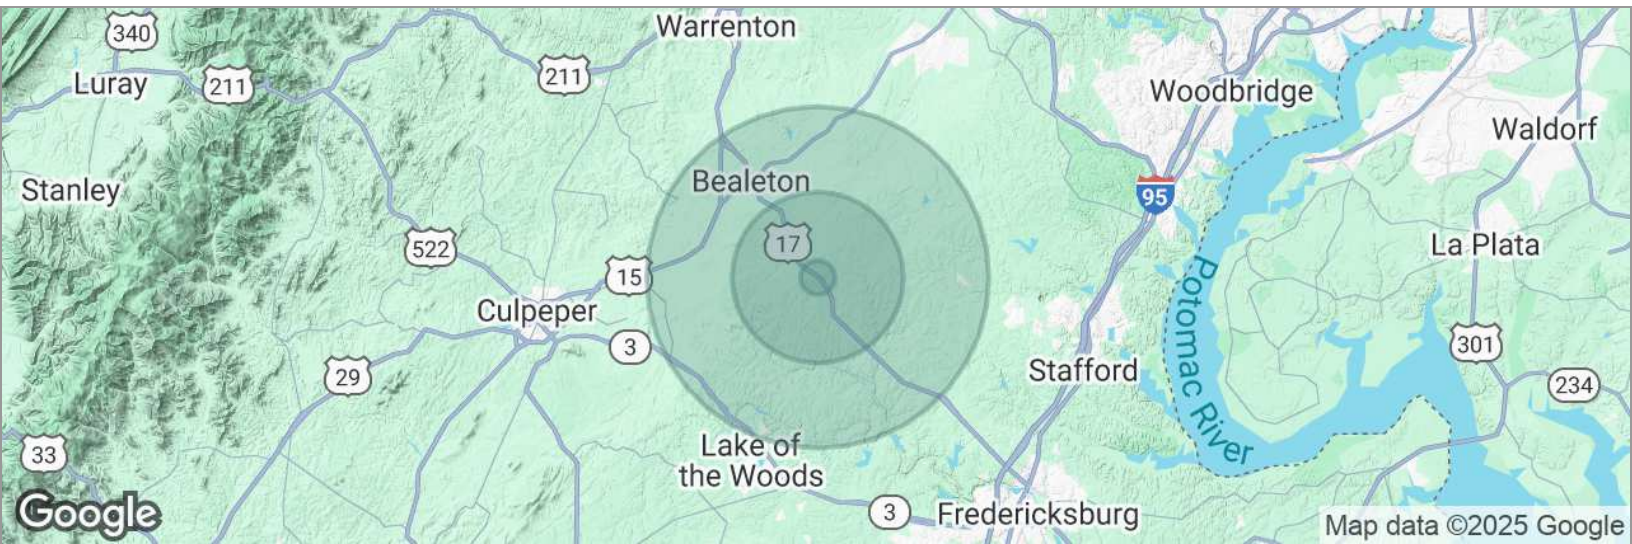 340
Warrenton
Luray
211
211
Woodbridge
Waldorf
Bealeton
Stanley
95
17
522
La Plata
15
Culpeper
3
301
Potomac River
29
Stafford
234
Lake of
the Woods
33
Google
3
Fredericksburg
Map data ©2025 Google